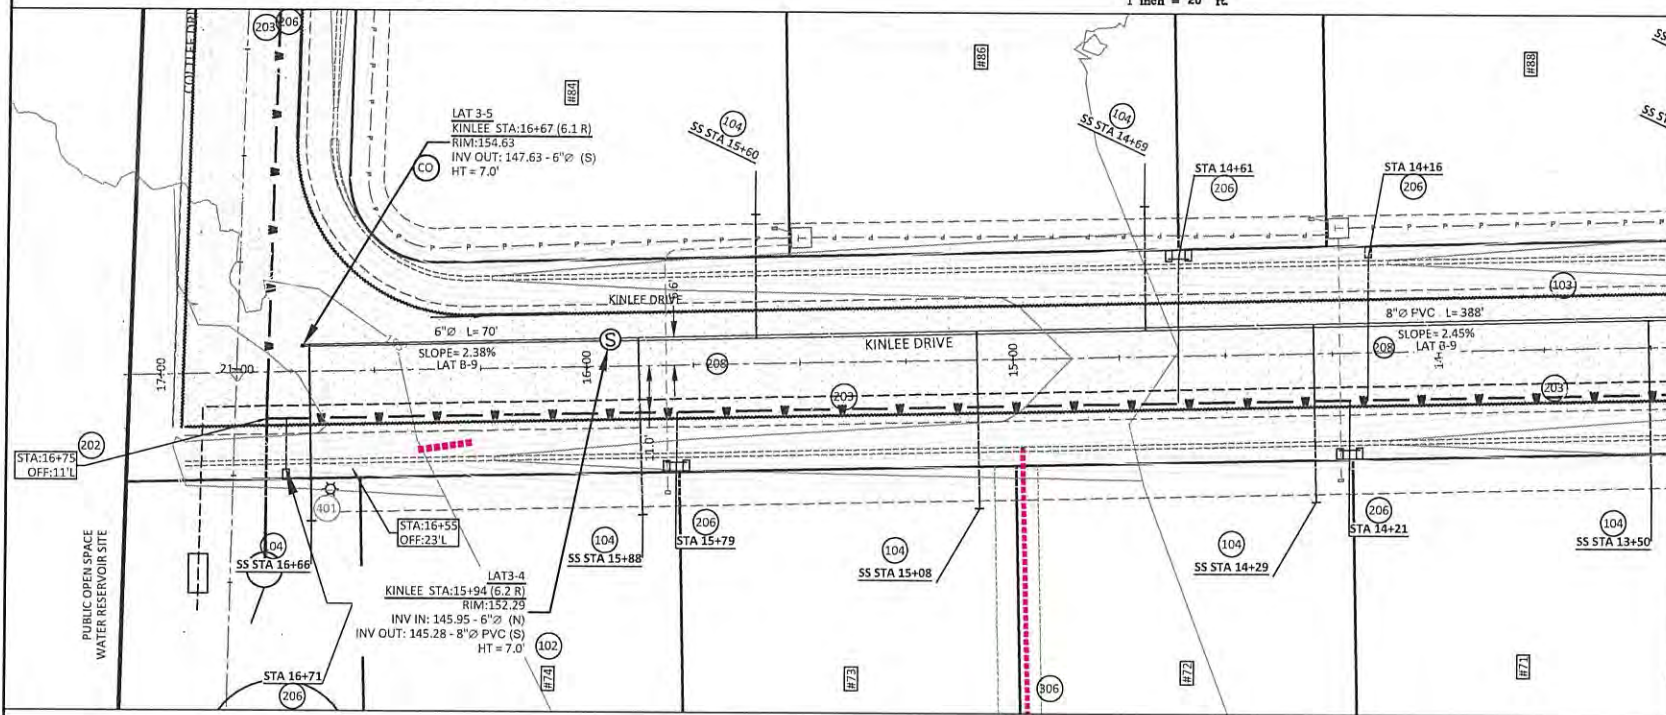 1 inch = 20 ft.
203
206
COLTLEE DRI
#84
#86
#88
LAT 3-5
KINLEE STA:16+67 (6.1 R)
RIM:154.63
INV OUT: 147.63 - 6"Ø (S)
HT = 7.0'
CO
104
SS STA 15+60
104
SS STA 14+69
STA 14+61
206
STA 14+16
206
T
T
KINLEE DRIVE
103
6"Ø L= 70'
SLOPE= 2.38%
LAT B-9
S
KINLEE DRIVE
8"Ø PVC L= 388'
SLOPE= 2.45%
LAT B-9
17+00
21+00
16+00
208
15+00
208
203
203
202
STA:16+75
OFF:11'L
11.0'
401
STA:16+55
OFF:23'L
104
SS STA 16+66
104
SS STA 15+88
206
STA 15+79
104
SS STA 15+08
104
SS STA 14+29
206
STA 14+21
104
SS STA 13+50
PUBLIC OPEN SPACE
WATER RESERVOIR SITE
LAT3-4
KINLEE STA:15+94 (6.2 R)
RIM:152.29
INV IN: 145.95 - 6"Ø (N)
INV OUT: 145.28 - 8"Ø PVC (S)
HT = 7.0'
102
STA 16+71
206
#74
#73
306
#72
#71